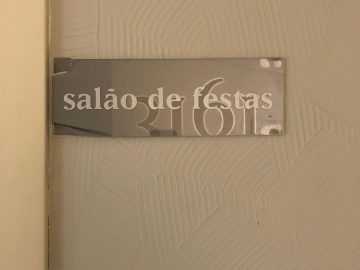 salão de festas